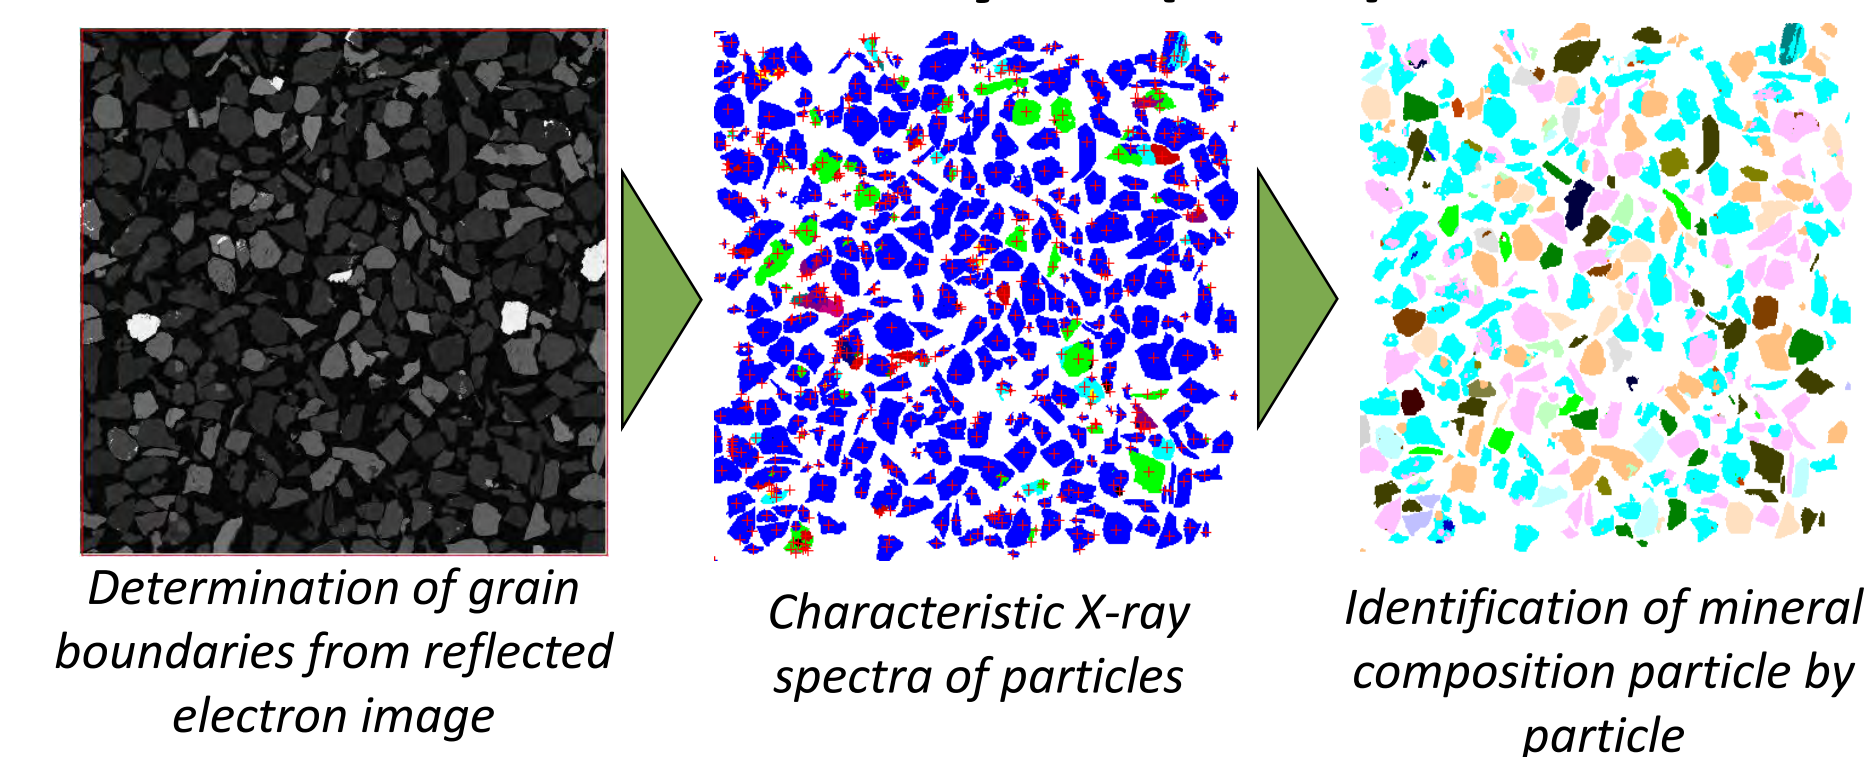 Determination of grain
boundaries from reflected
electron image
Characteristic X-ray
spectra of particles
Identification of mineral
composition particle by
particle